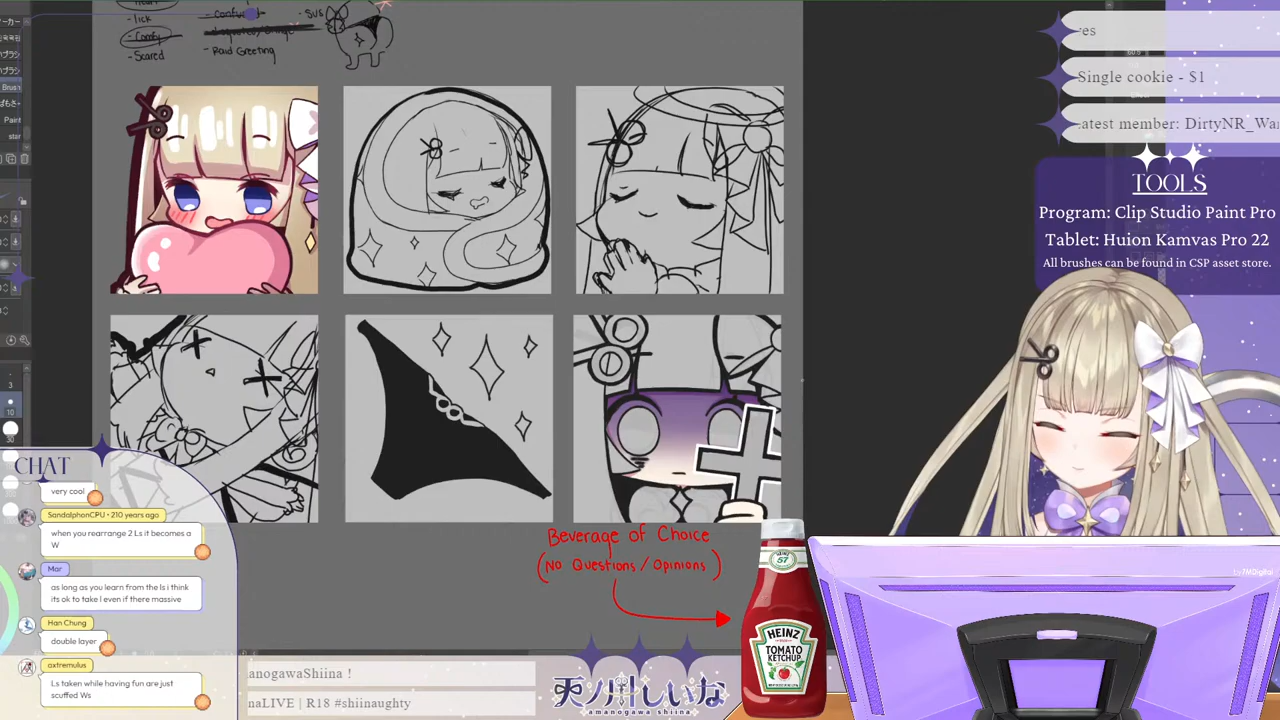 - lick
- Confused
- SUS
- Comfy
- Scared
- Raid Greeting
Single cookie - $1
atest member: DirtyNR_Wa
TOOLS
Program: Clip Studio Paint Pro
Tablet: Huion Kamvas Pro 22
All brushes can be found in CSP asset store.
CHAT
very cool
SandalphonCPU • 210 years ago
when you rearrange 2 Ls it becomes a
W
Mar
as long as you learn from the ls i think
its ok to take l even if there massive
Han Chung
double layer
axtremulus
Ls taken while having fun are just
scuffed Ws
Beverage of Choice
(No Questions/Opinions)
57
HEINZ
TOMATO
KETCHUP
anogawaShiina !
naLIVE | R18 #shiinaughty
天ノ川しいな
amanogawa shiina